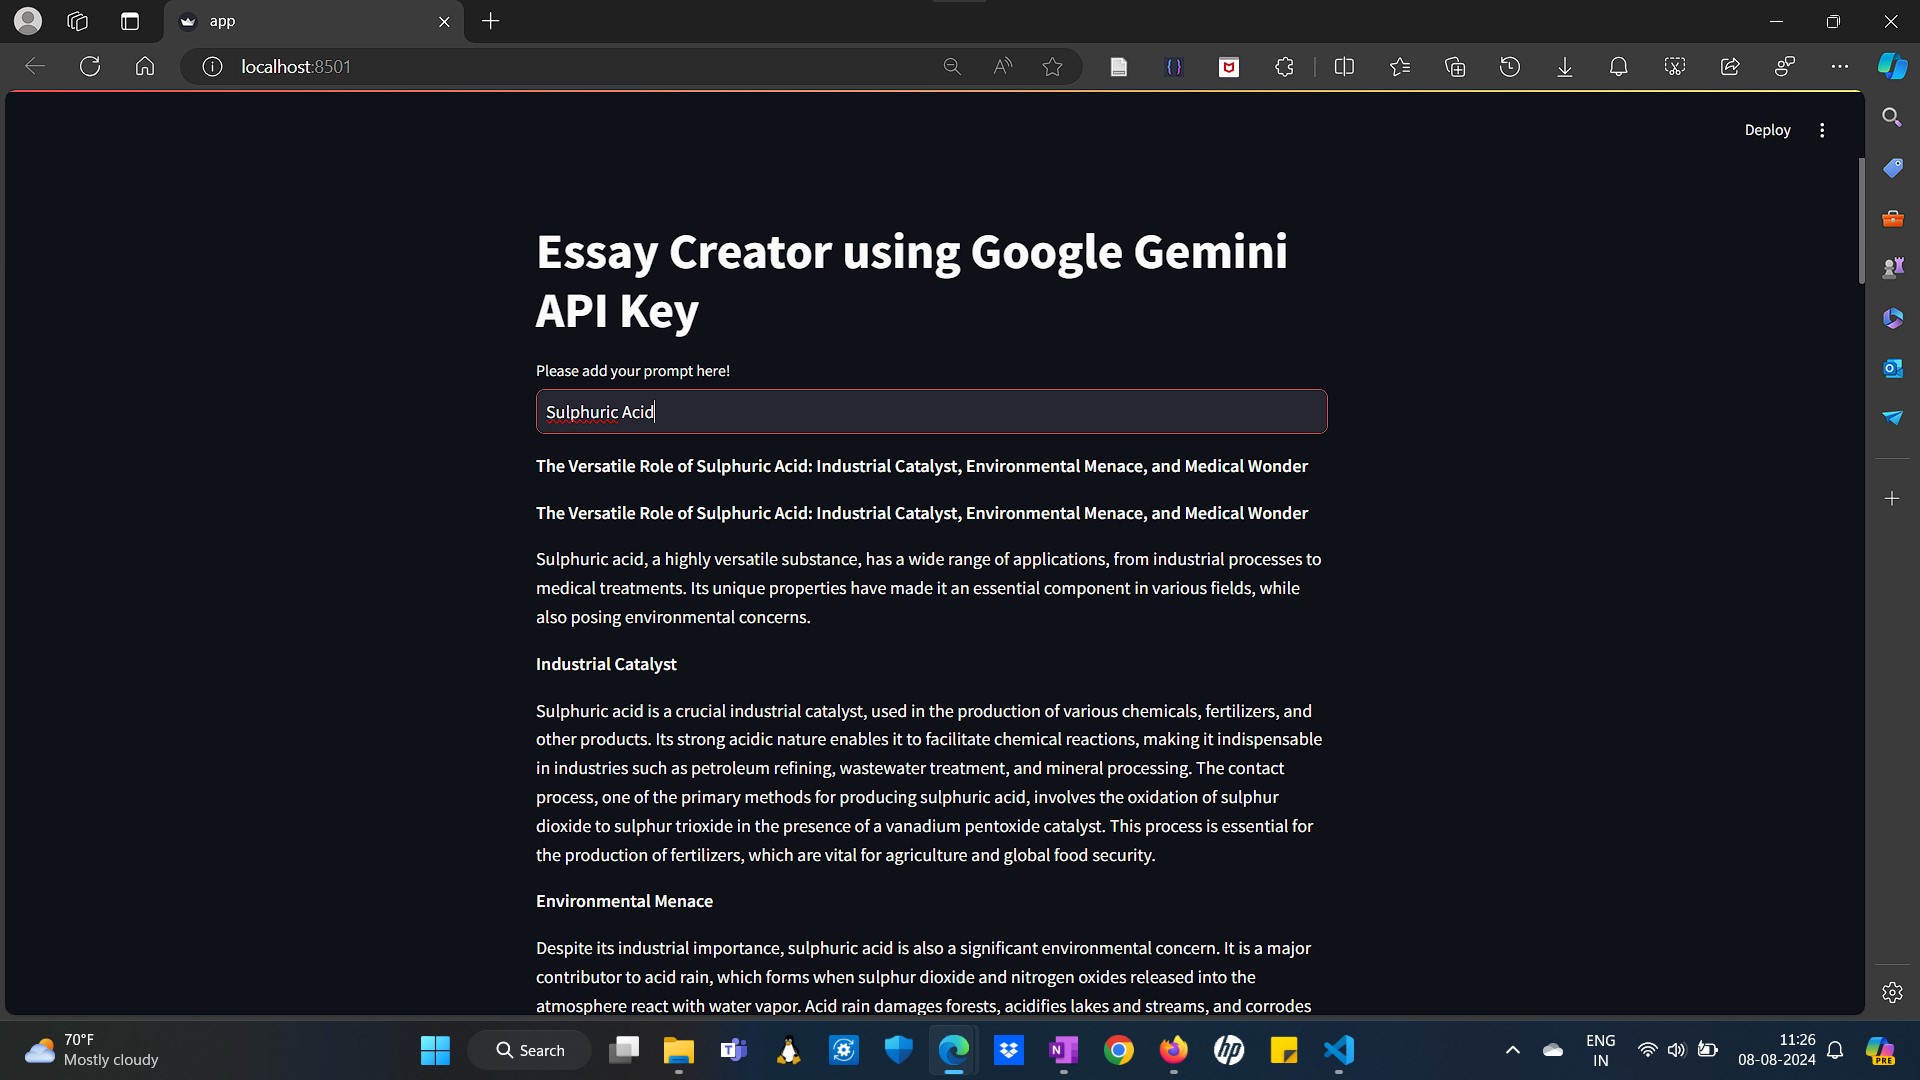 app
localhost:8501
Deploy
Essay Creator using Google Gemini
API Key
Please add your prompt here!
Sulphuric Acid
The Versatile Role of Sulphuric Acid: Industrial Catalyst, Environmental Menace, and Medical Wonder
The Versatile Role of Sulphuric Acid: Industrial Catalyst, Environmental Menace, and Medical Wonder
Sulphuric acid, a highly versatile substance, has a wide range of applications, from industrial processes to
medical treatments. Its unique properties have made it an essential component in various fields, while
also posing environmental concerns.
Industrial Catalyst
Sulphuric acid is a crucial industrial catalyst, used in the production of various chemicals, fertilizers, and
other products. Its strong acidic nature enables it to facilitate chemical reactions, making it indispensable
in industries such as petroleum refining, wastewater treatment, and mineral processing. The contact
process, one of the primary methods for producing sulphuric acid, involves the oxidation of sulphur
dioxide to sulphur trioxide in the presence of a vanadium pentoxide catalyst. This process is essential for
the production of fertilizers, which are vital for agriculture and global food security.
Environmental Menace
Despite its industrial importance, sulphuric acid is also a significant environmental concern. It is a major
contributor to acid rain, which forms when sulphur dioxide and nitrogen oxides released into the
atmosphere react with water vapor. Acid rain damages forests, acidifies lakes and streams, and corrodes
70°F
Mostly cloudy
Search
ENG
IN
11:26
08-08-2024
PRE